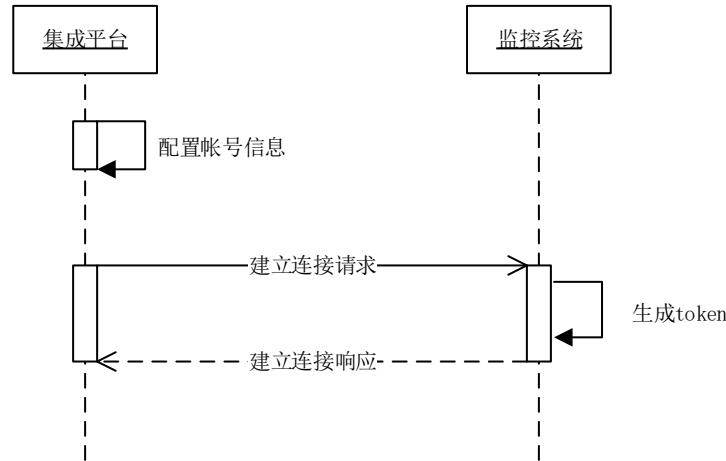 集成平台
监控系统
配置帐号信息
建立连接请求
生成token
建立连接响应